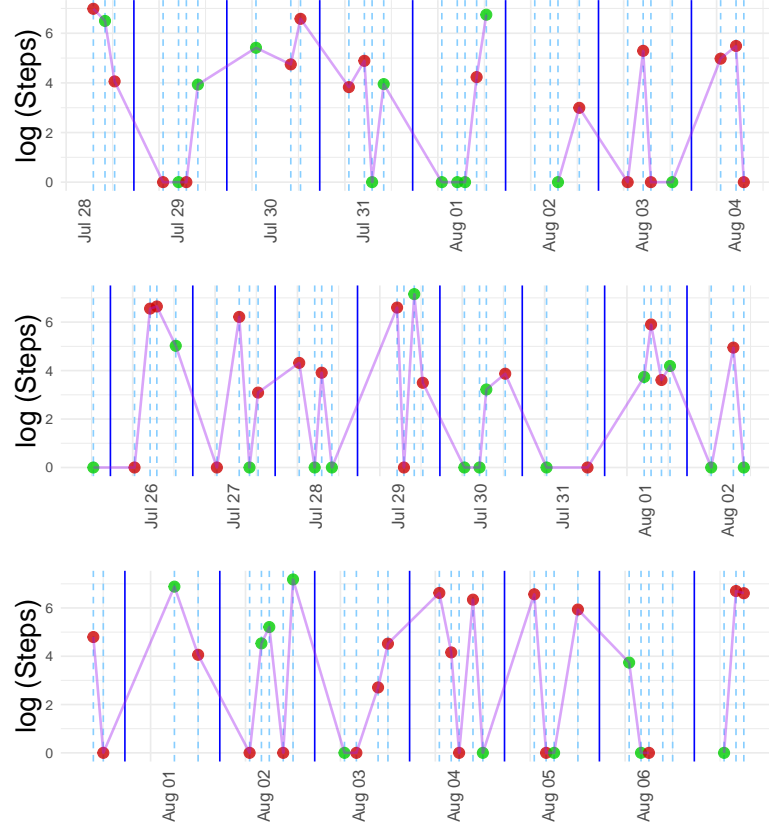 log (Steps)
6
4
2
0
Jul 28
Jul 29
Jul 30
Jul 31
Aug 01
Aug 02
Aug 03
Aug 04
log (Steps)
6
4
2
0
Jul 26
Jul 27
Jul 28
Jul 29
Jul 30
Jul 31
Aug 01
Aug 02
log (Steps)
6
4
2
0
Aug 01
Aug 02
Aug 03
Aug 04
Aug 05
Aug 06